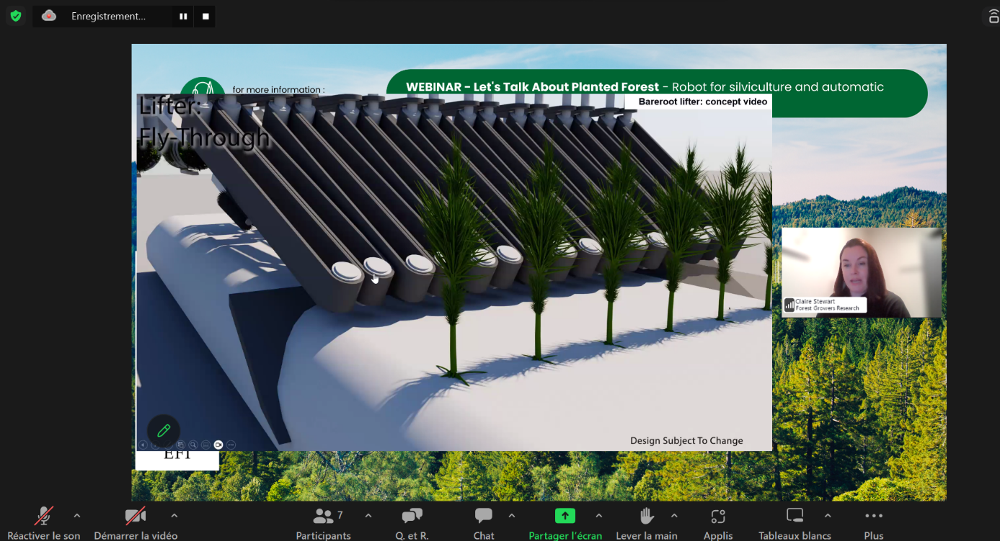 Enregistrement...
for more information :
WEBINAR - Let's Talk About Planted Forest - Robot for silviculture and automatic
Lifter:
Fly-Through
Bareroot lifter: concept video
Claire Stewart
Forest Growers Research
Design Subject To Change
EFI
7
Réactiver le son
Démarrer la vidéo
Participants
Q. et R.
Chat
Partager l'écran
Lever la main
Applis
Tableaux blancs
Plus